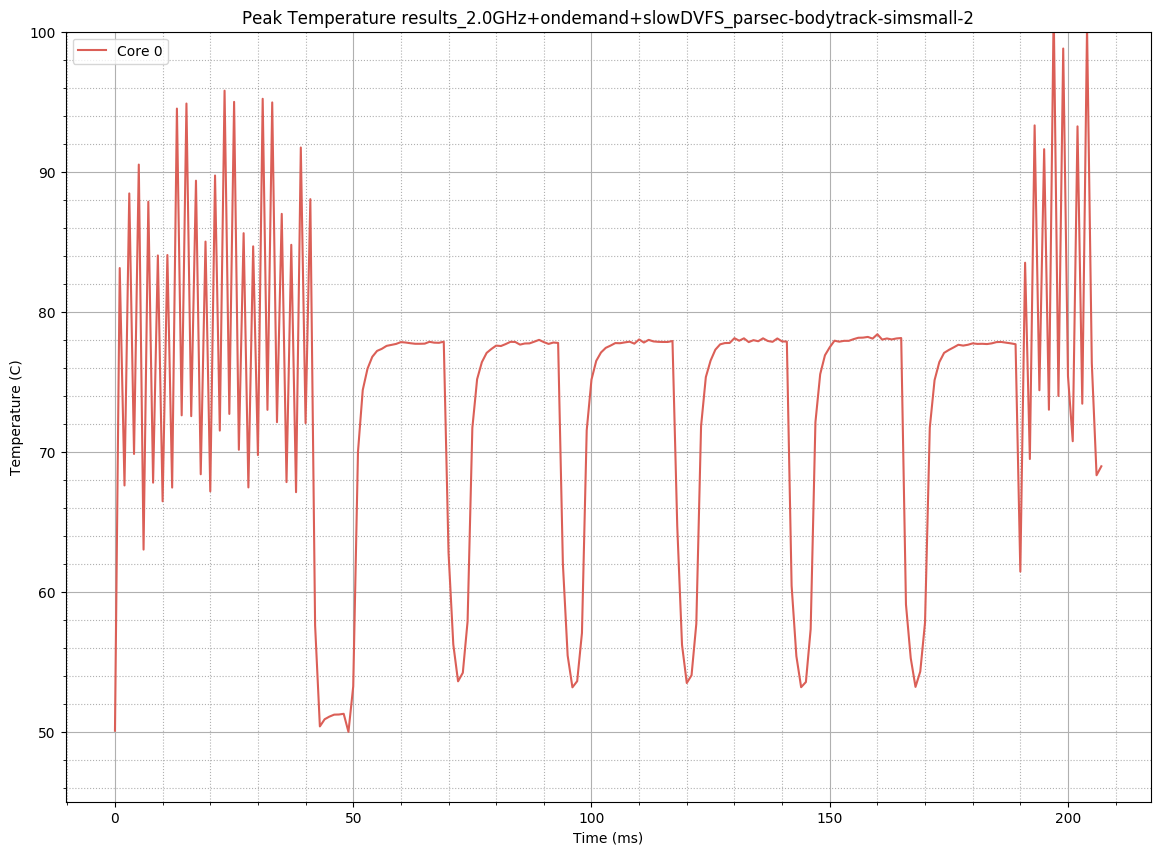 Peak Temperature results_2.0GHz+ondemand+slowDVFS_parsec-bodytrack-simsmall-2
Core 0
100
90
80
70
60
50
Temperature (C)
0
50
100
150
200
Time (ms)